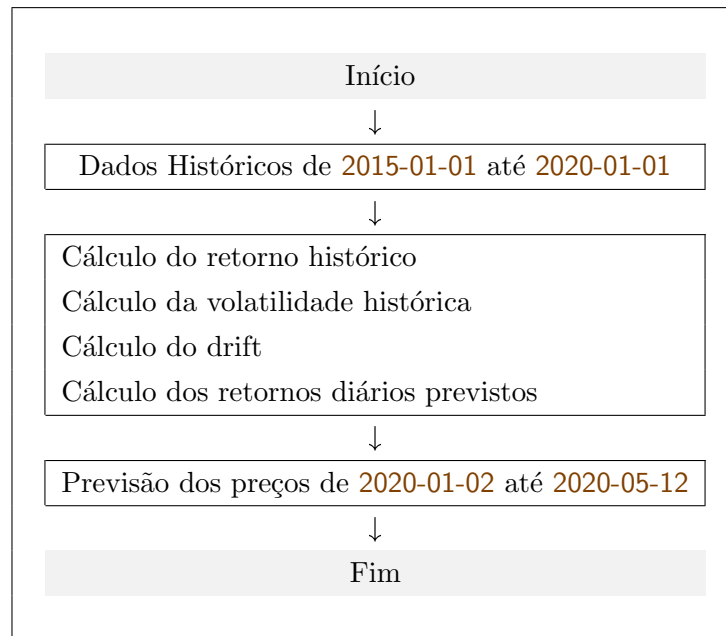 Início
↓
Dados Históricos de 2015-01-01 até 2020-01-01
↓
Cálculo do retorno histórico
Cálculo da volatilidade histórica
Cálculo do drift
Cálculo dos retornos diários previstos
↓
Previsão dos preços de 2020-01-02 até 2020-05-12
↓
Fim